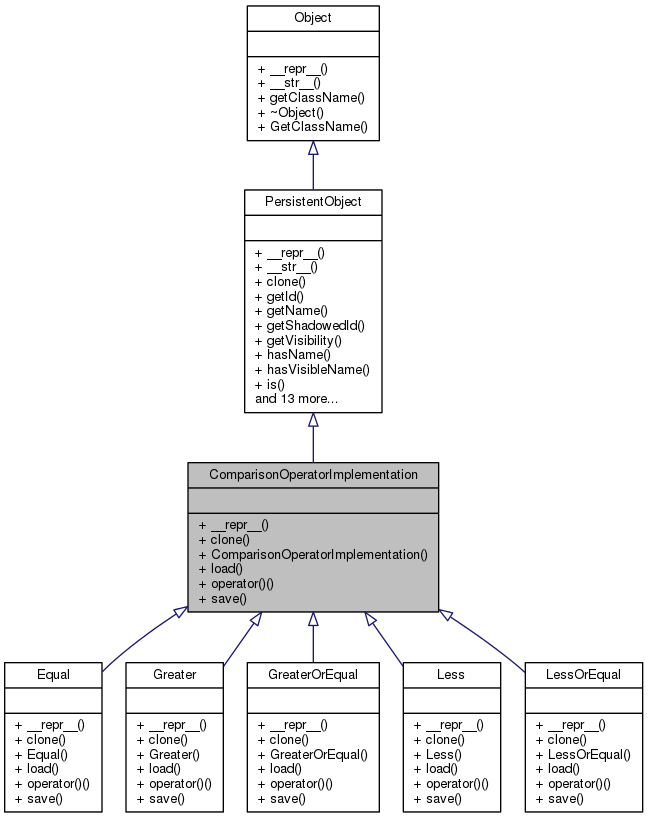 Object
+ __repr__()
+ __str__()
+ getClassName()
+ ~Object()
+ GetClassName()
PersistentObject
+ __repr__()
+ __str__()
+ clone()
+ getId()
+ getName()
+ getShadowedId()
+ getVisibility()
+ hasName()
+ hasVisibleName()
+ is()
and 13 more...
ComparisonOperatorImplementation
+ __repr__()
+ clone()
+ ComparisonOperatorImplementation()
+ load()
+ operator()()
+ save()
Equal
+ __repr__()
+ clone()
+ Equal()
+ load()
+ operator()()
+ save()
Greater
+ __repr__()
+ clone()
+ Greater()
+ load()
+ operator()()
+ save()
GreaterOrEqual
+ __repr__()
+ clone()
+ GreaterOrEqual()
+ load()
+ operator()()
+ save()
Less
+ __repr__()
+ clone()
+ Less()
+ load()
+ operator()()
+ save()
LessOrEqual
+ __repr__()
+ clone()
+ LessOrEqual()
+ load()
+ operator()()
+ save()